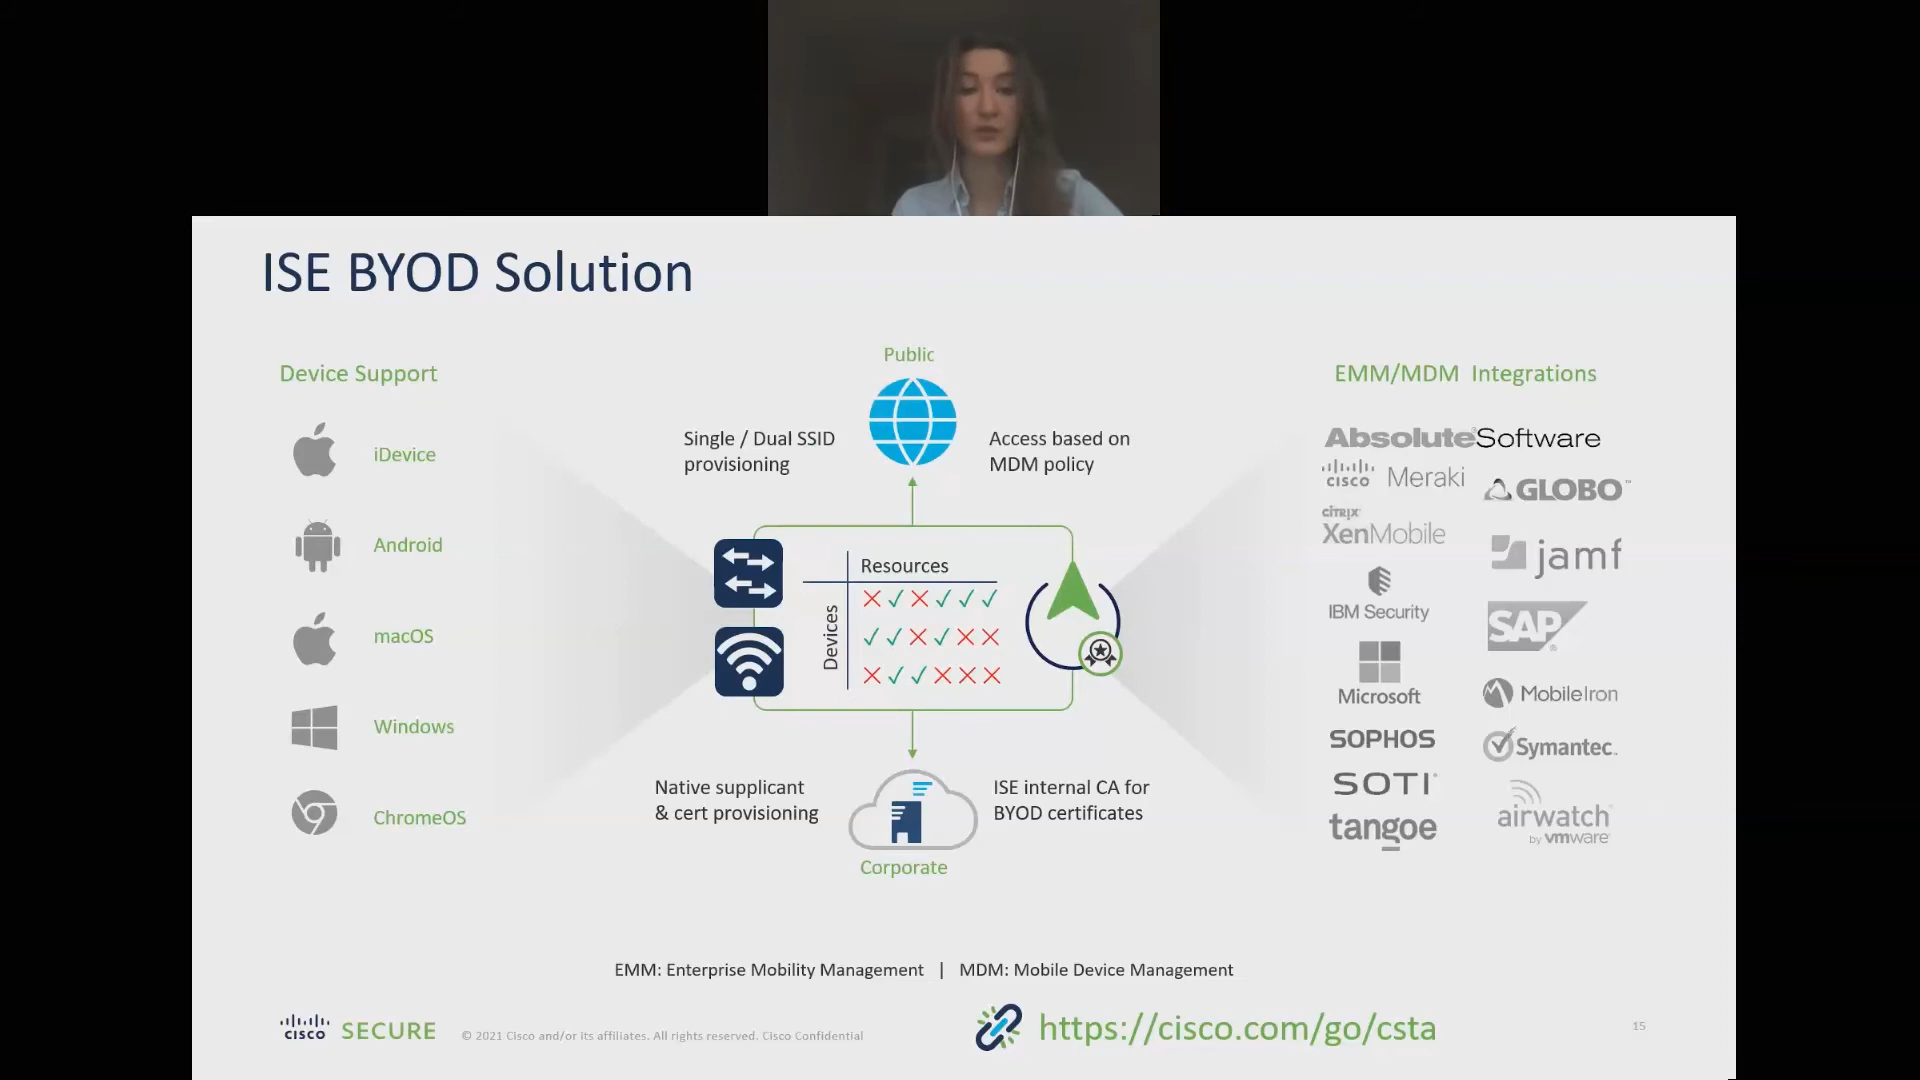 ISE BYOD Solution
Device Support
iDevice
Android
macOS
Windows
ChromeOS
Public
Single / Dual SSID
provisioning
Access based on
MDM policy
Resources
Devices
Native supplicant
& cert provisioning
ISE internal CA for
BYOD certificates
Corporate
EMM/MDM Integrations
Absolute®Software
CISCO Meraki
GLOBO™
CITRIX®
XenMobile
jamf
IBM Security
SAP®
Microsoft
MobileIron
SOPHOS
Symantec.
SOTI
tangoe
airwatch®
by vmware®
EMM: Enterprise Mobility Management | MDM: Mobile Device Management
CISCO SECURE
© 2021 Cisco and/or its affiliates. All rights reserved. Cisco Confidential
https://cisco.com/go/csta
15